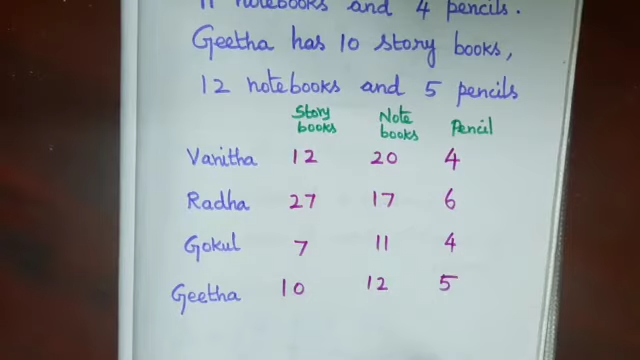 11 notebooks and 4 pencils.
Geetha has 10 story books,
12 notebooks and 5 pencils
Story books Note books Pencil
Vanitha 12 20 4
Radha 27 17 6
Gokul 7 11 4
Geetha 10 12 5